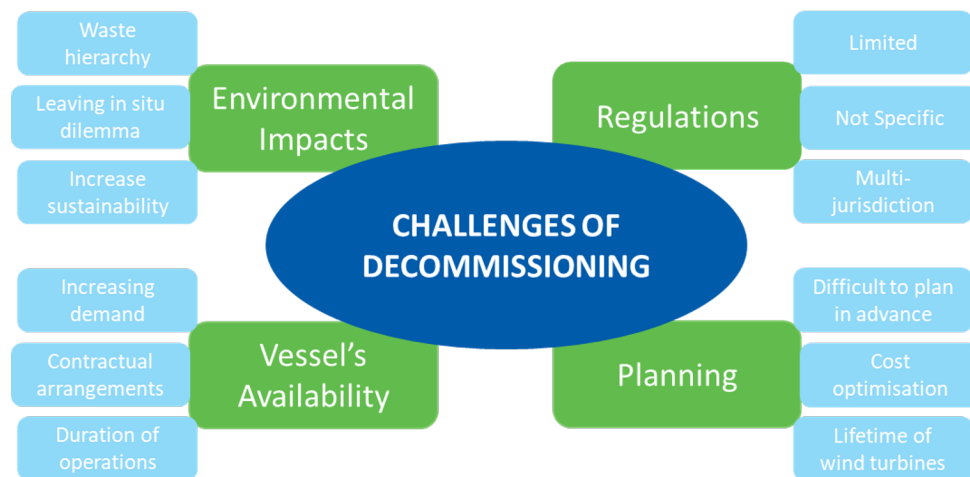 Waste
hierarchy
Leaving in situ
dilemma
Increase
sustainability
Environmental
Impacts
Regulations
Limited
Not Specific
Multi-
jurisdiction
CHALLENGES OF
DECOMMISSIONING
Increasing
demand
Contractual
arrangements
Duration of
operations
Vessel's
Availability
Planning
Difficult to plan
in advance
Cost
optimisation
Lifetime of
wind turbines